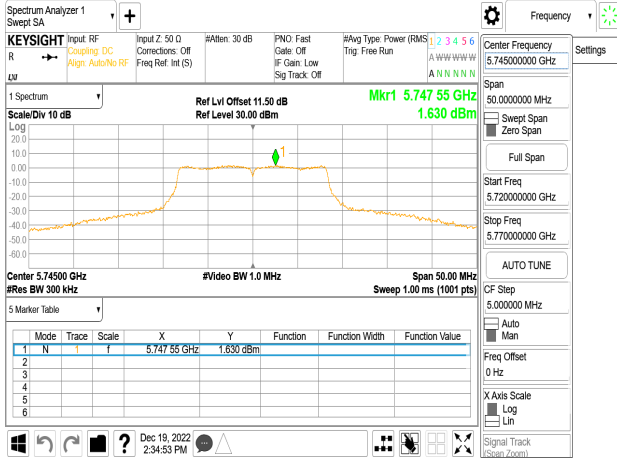 Spectrum Analyzer 1
Swept SA
Frequency
KEYSIGHT
R
Input: RF
Coupling: DC
Align: Auto/No RF
Input Z: 50 Ω
Corrections: Off
Freq Ref: Int (S)
#Atten: 30 dB
PNO: Fast
Gate: Off
IF Gain: Low
Sig Track: Off
#Avg Type: Power (RMS
Trig: Free Run
1 2 3 4 5 6
A W W W W W
A N N N N N
1 Spectrum
Scale/Div 10 dB
Ref Lvl Offset 11.50 dB
Ref Level 30.00 dBm
Mkr1 5.747 55 GHz
1.630 dBm
Log
20.0
10.0
0.00
-10.0
-20.0
-30.0
-40.0
-50.0
-60.0
1
Center 5.74500 GHz
#Video BW 1.0 MHz
Span 50.00 MHz
#Res BW 300 kHz
Sweep 1.00 ms (1001 pts)
5 Marker Table
Mode Trace Scale X Y Function Function Width Function Value
1 N 1 f 5.747 55 GHz 1.630 dBm
2
3
4
5
6
?
Dec 19, 2022
2:34:53 PM
Center Frequency
5.745000000 GHz
Settings
Span
50.0000000 MHz
Swept Span
Zero Span
Full Span
Start Freq
5.720000000 GHz
Stop Freq
5.770000000 GHz
AUTO TUNE
CF Step
5.000000 MHz
Auto
Man
Freq Offset
0 Hz
X Axis Scale
Log
Lin
Signal Track
(Span Zoom)